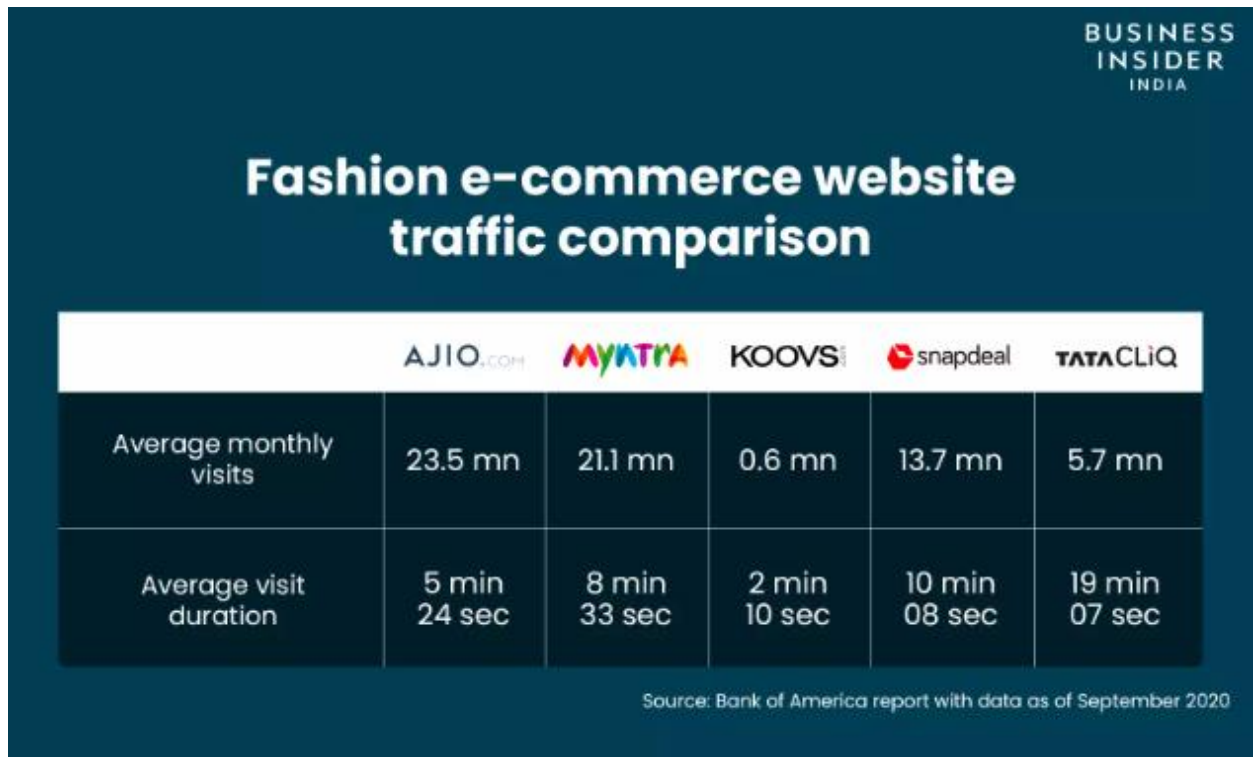 BUSINESS
INSIDER
INDIA
Fashion e-commerce website
traffic comparison
AJIO.COM
MYNTRA
KOOVS
snapdeal
TATA CLiQ
Average monthly
visits
23.5 mn
21.1 mn
0.6 mn
13.7 mn
5.7 mn
Average visit
duration
5 min
24 sec
8 min
33 sec
2 min
10 sec
10 min
08 sec
19 min
07 sec
Source: Bank of America report with data as of September 2020